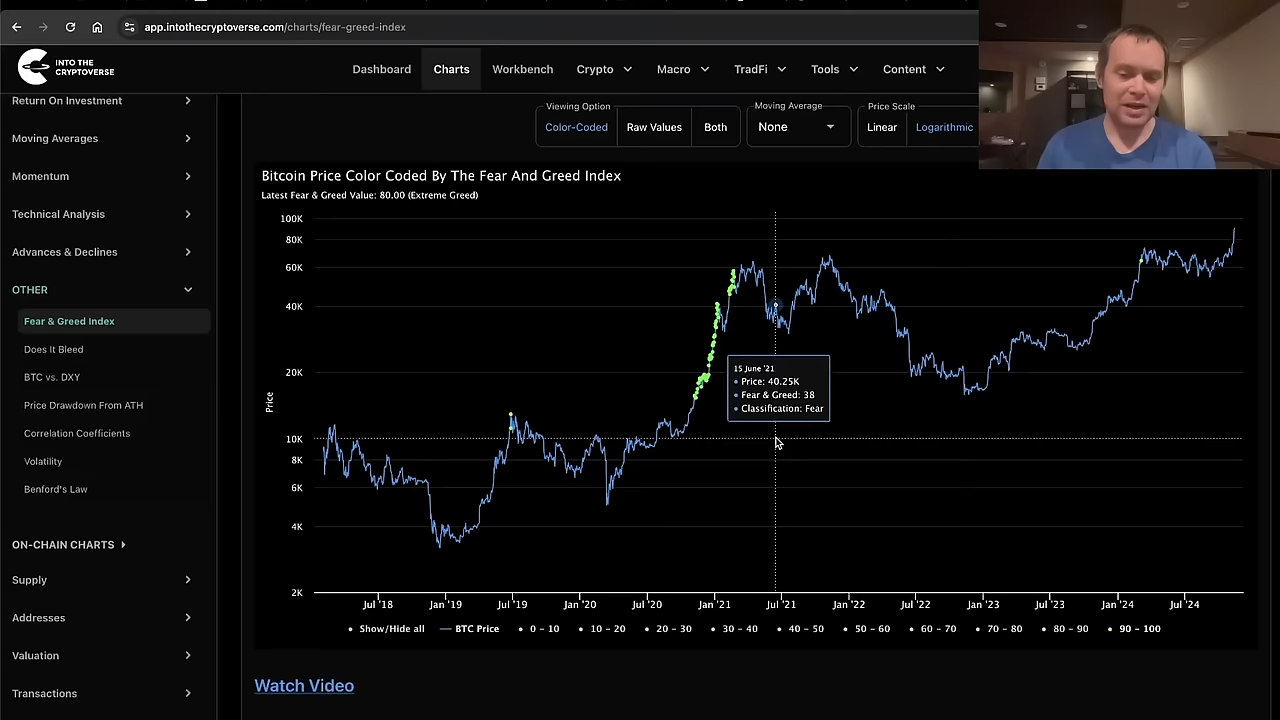 app.intothecryptoverse.com/charts/fear-greed-index
INTO THE
CRYPTOVERSE
Dashboard
Charts
Workbench
Crypto
Macro
TradFi
Tools
Content
Return On Investment
Moving Averages
Momentum
Technical Analysis
Advances & Declines
OTHER
Fear & Greed Index
Does It Bleed
BTC vs. DXY
Price Drawdown From ATH
Correlation Coefficients
Volatility
Benford's Law
ON-CHAIN CHARTS
Supply
Addresses
Valuation
Transactions
Viewing Option
Color-Coded
Raw Values
Both
Moving Average
None
Price Scale
Linear
Logarithmic
Bitcoin Price Color Coded By The Fear And Greed Index
Latest Fear & Greed Value: 80.00 (Extreme Greed)
100K
80K
60K
40K
20K
10K
8K
6K
4K
2K
Price
15 June '21
Price: 40.25K
Fear & Greed: 38
Classification: Fear
Jul '18
Jan '19
Jul '19
Jan '20
Jul '20
Jan '21
Jul '21
Jan '22
Jul '22
Jan '23
Jul '23
Jan '24
Jul '24
Show/Hide all
BTC Price
0 - 10
10 - 20
20 - 30
30 - 40
40 - 50
50 - 60
60 - 70
70 - 80
80 - 90
90 - 100
Watch Video